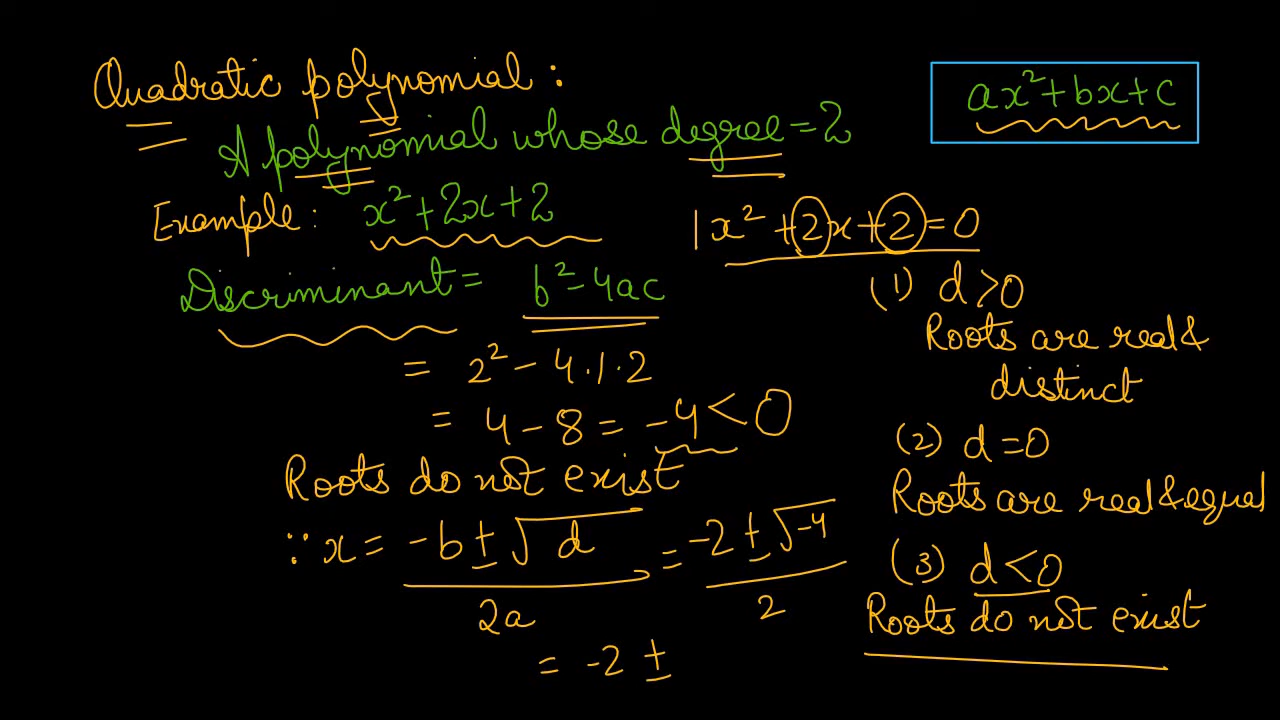 Quadratic polynomial :
ax²+bx+c
A polynomial whose degree = 2
Example: x²+2x+2
1x²+2x+2=0
Discriminant = b²-4ac
= 2² - 4.1.2
= 4 - 8 = -4 < 0
Roots do not exist
∵ x = -b ± √d / 2a = -2 ± √-4 / 2
= -2 ±
(1) d > 0
Roots are real &
distinct
(2) d = 0
Roots are real & equal
(3) d < 0
Roots do not exist